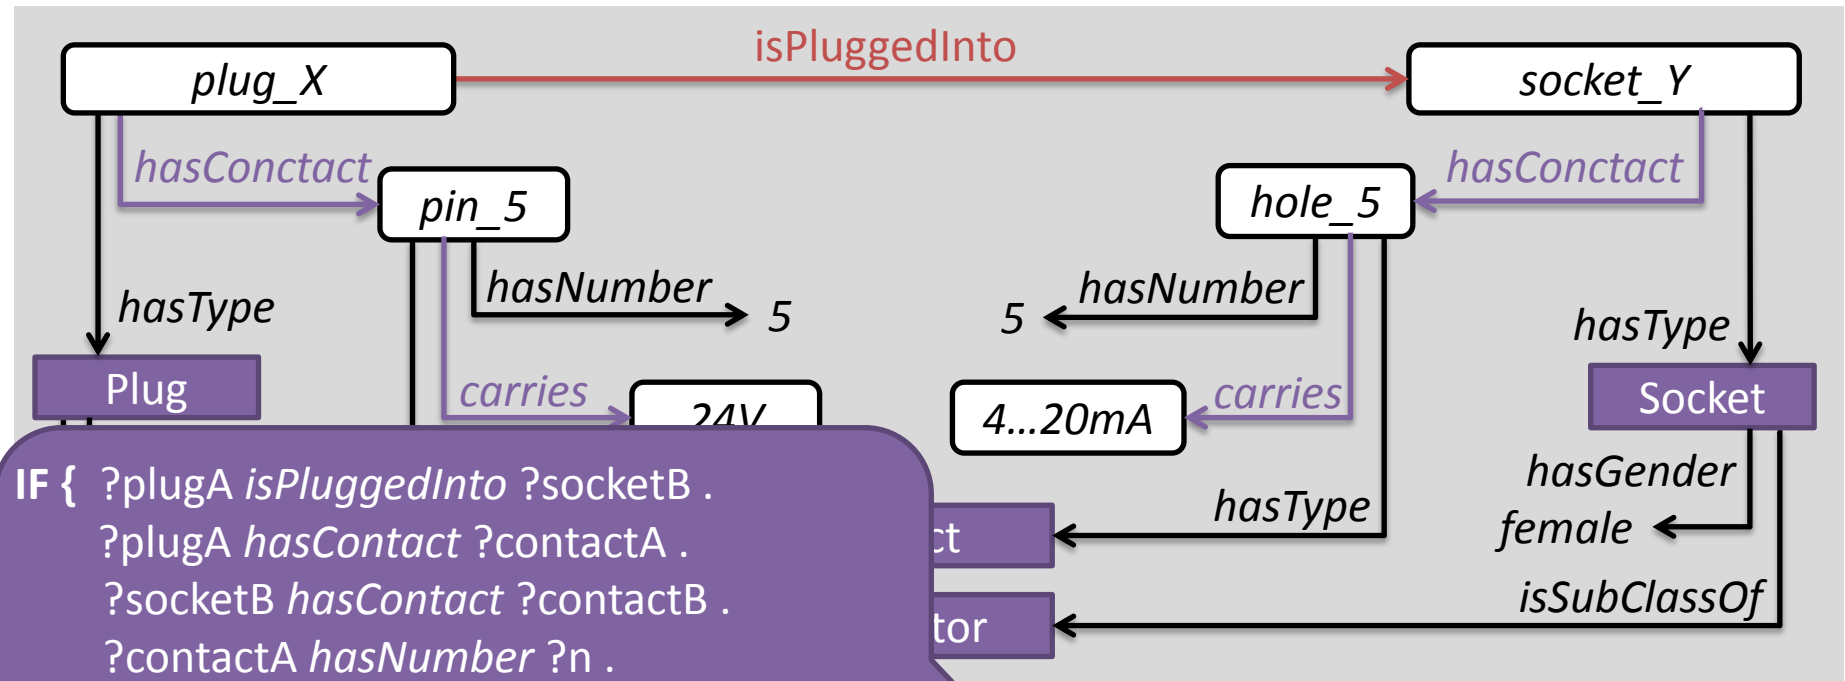 isPluggedInto
plug_X
socket_Y
hasConctact
hasConctact
pin_5
hole_5
hasNumber
hasNumber
hasType
5
5
hasType
Plug
carries
24V
4...20mA
carries
Socket
IF { ?plugA isPluggedInto ?socketB .
hasGender
?plugA hasContact ?contactA .
ct
hasType
female
?socketB hasContact ?contactB .
tor
isSubClassOf
?contactA hasNumber ?n .